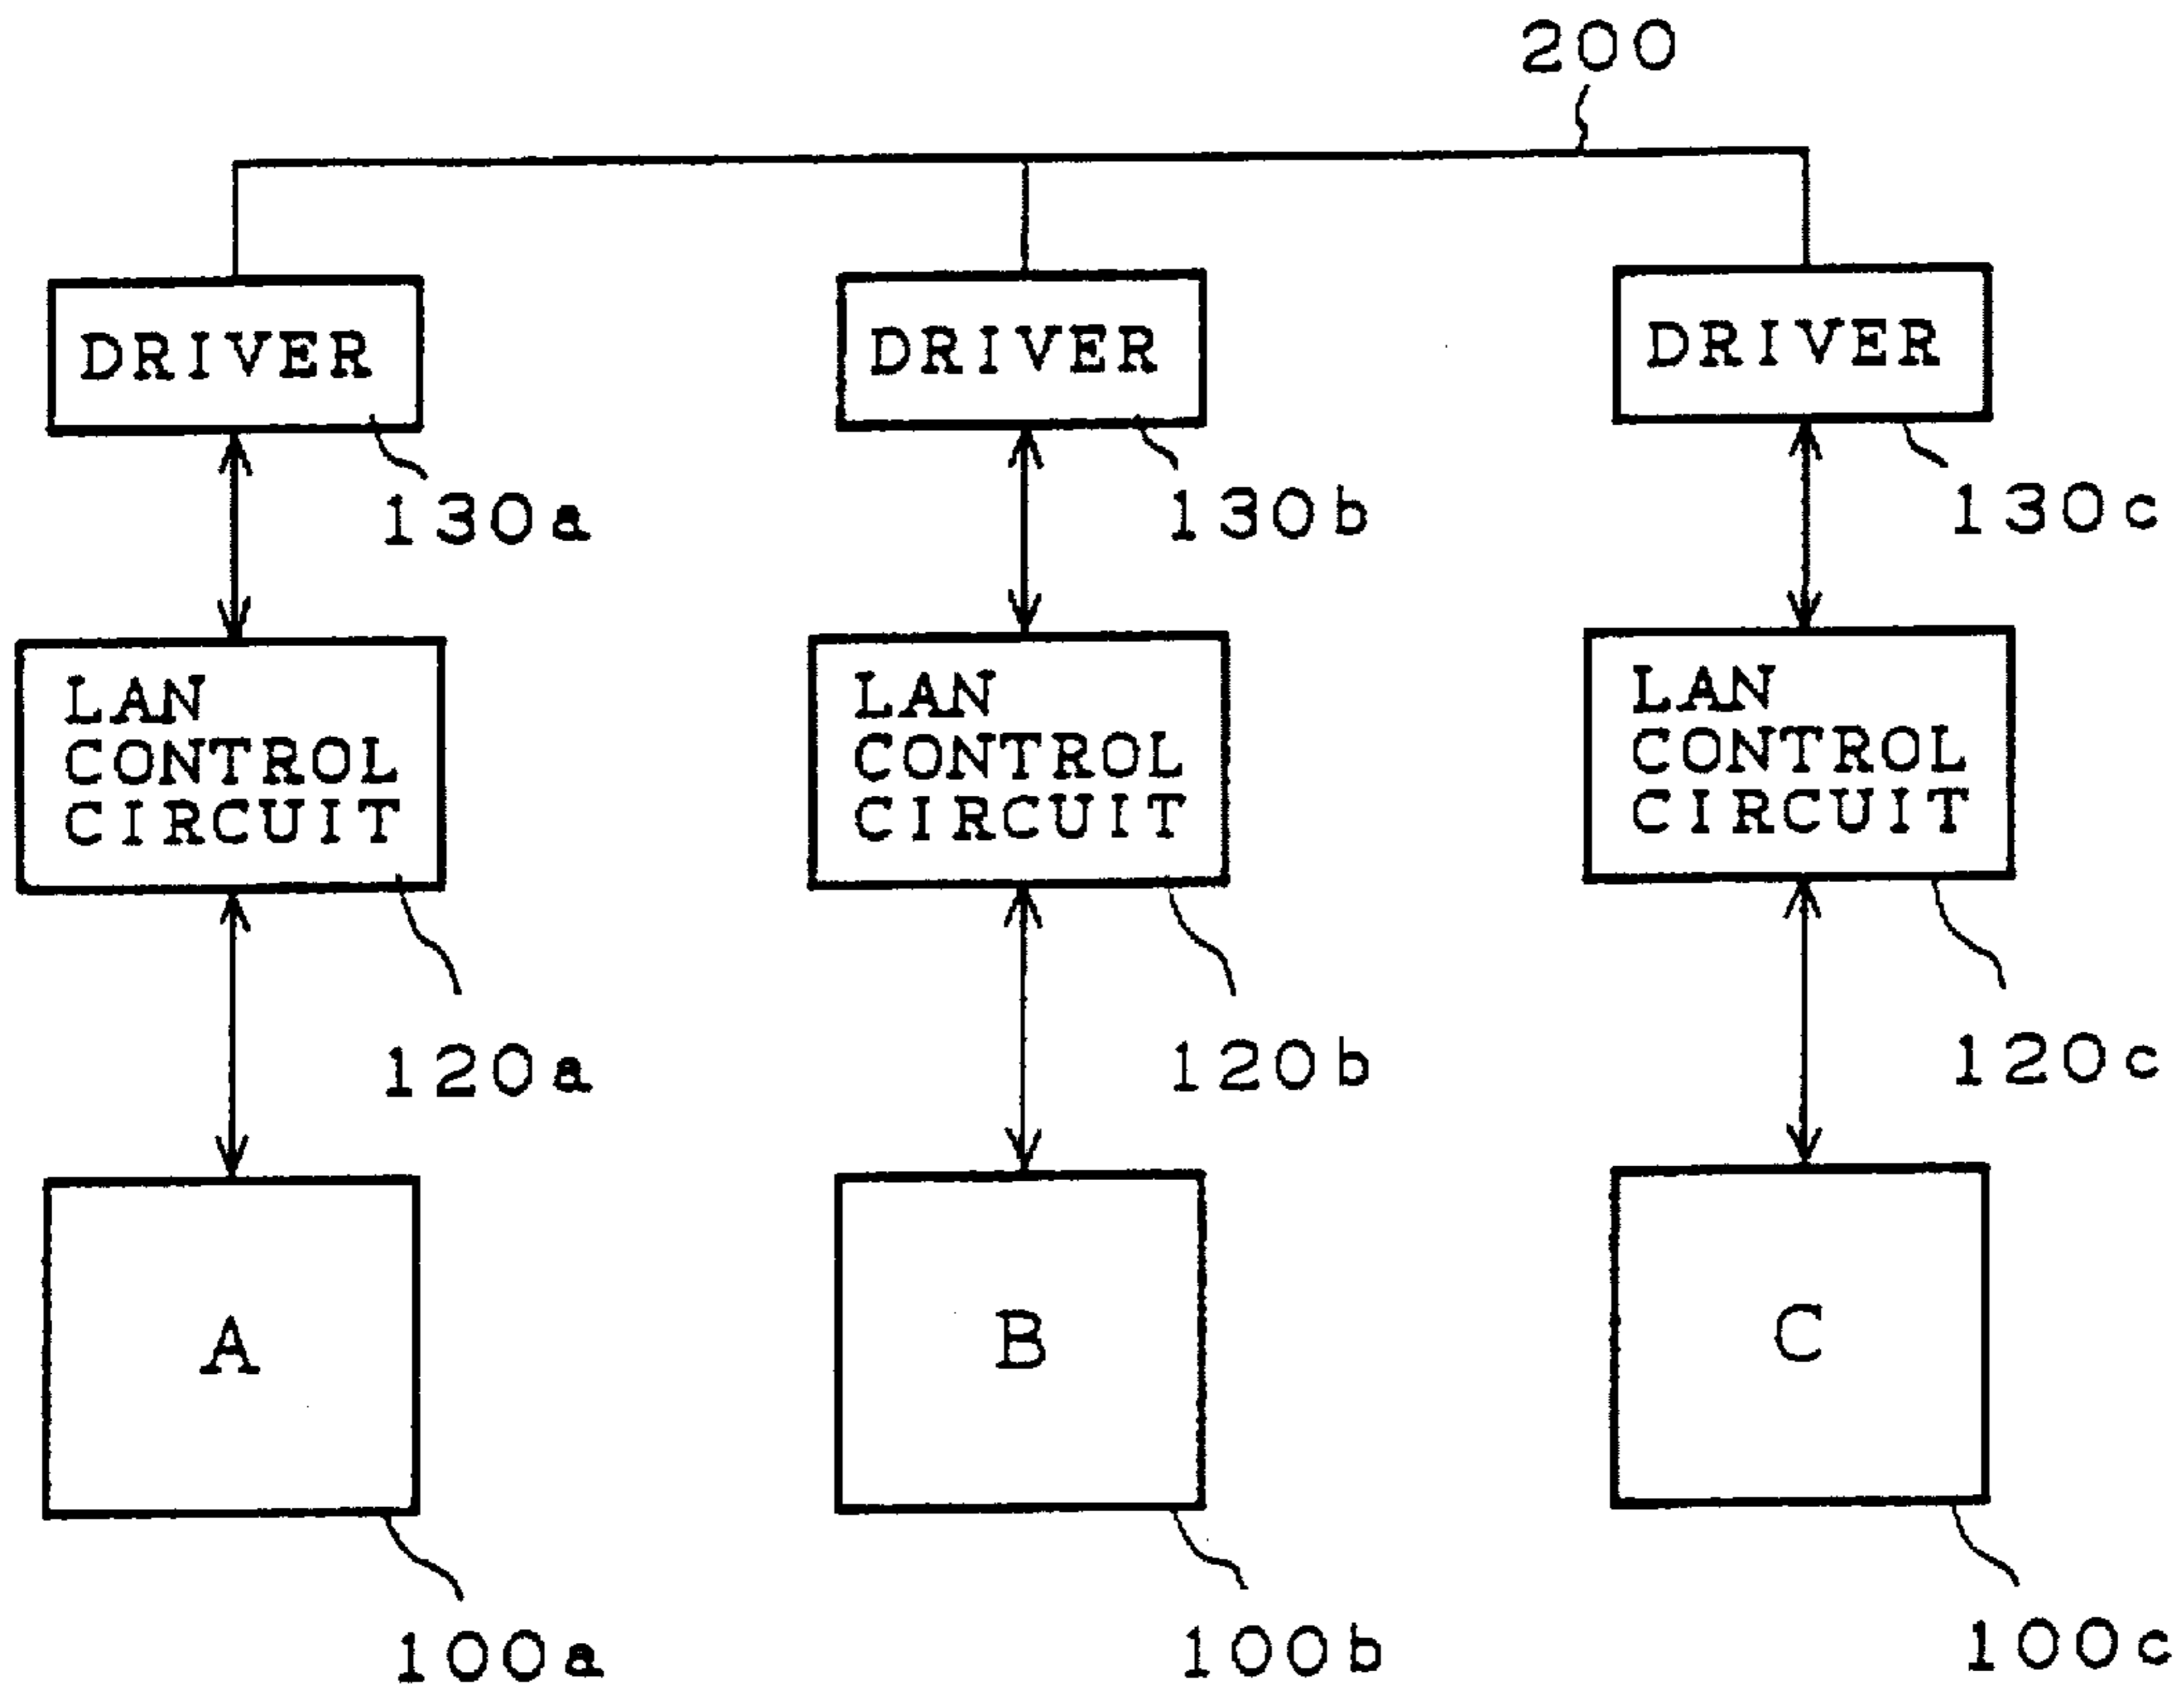 200
DRIVER
DRIVER
DRIVER
130a
130b
130c
LAN
CONTROL
CIRCUIT
LAN
CONTROL
CIRCUIT
LAN
CONTROL
CIRCUIT
120a
120b
120c
A
B
C
100a
100b
100c